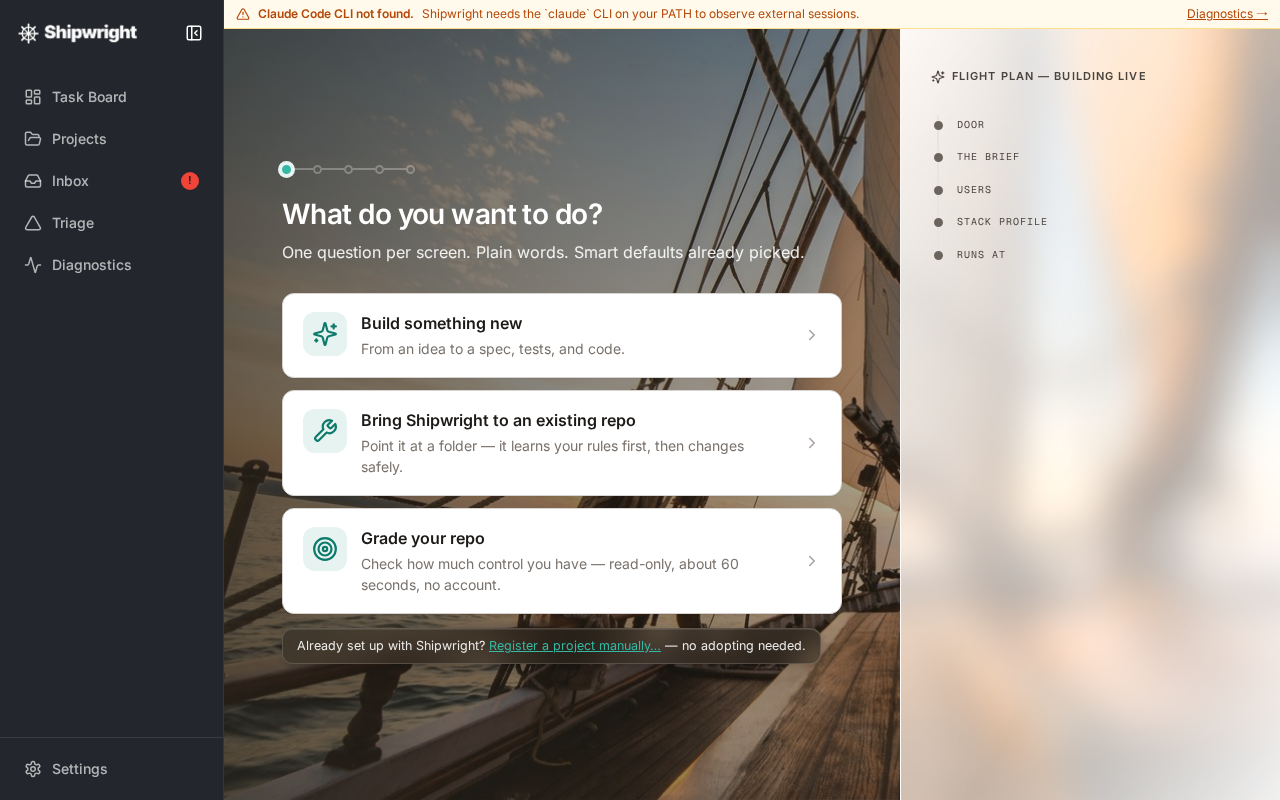 Claude Code CLI not found. Shipwright needs the `claude` CLI on your PATH to observe external sessions.
Diagnostics →
Shipwright
Task Board
Projects
Inbox
!
Triage
Diagnostics
Settings
What do you want to do?
One question per screen. Plain words. Smart defaults already picked.
Build something new
From an idea to a spec, tests, and code.
Bring Shipwright to an existing repo
Point it at a folder — it learns your rules first, then changes
safely.
Grade your repo
Check how much control you have — read-only, about 60
seconds, no account.
Already set up with Shipwright? Register a project manually... — no adopting needed.
FLIGHT PLAN — BUILDING LIVE
DOOR
THE BRIEF
USERS
STACK PROFILE
RUNS AT